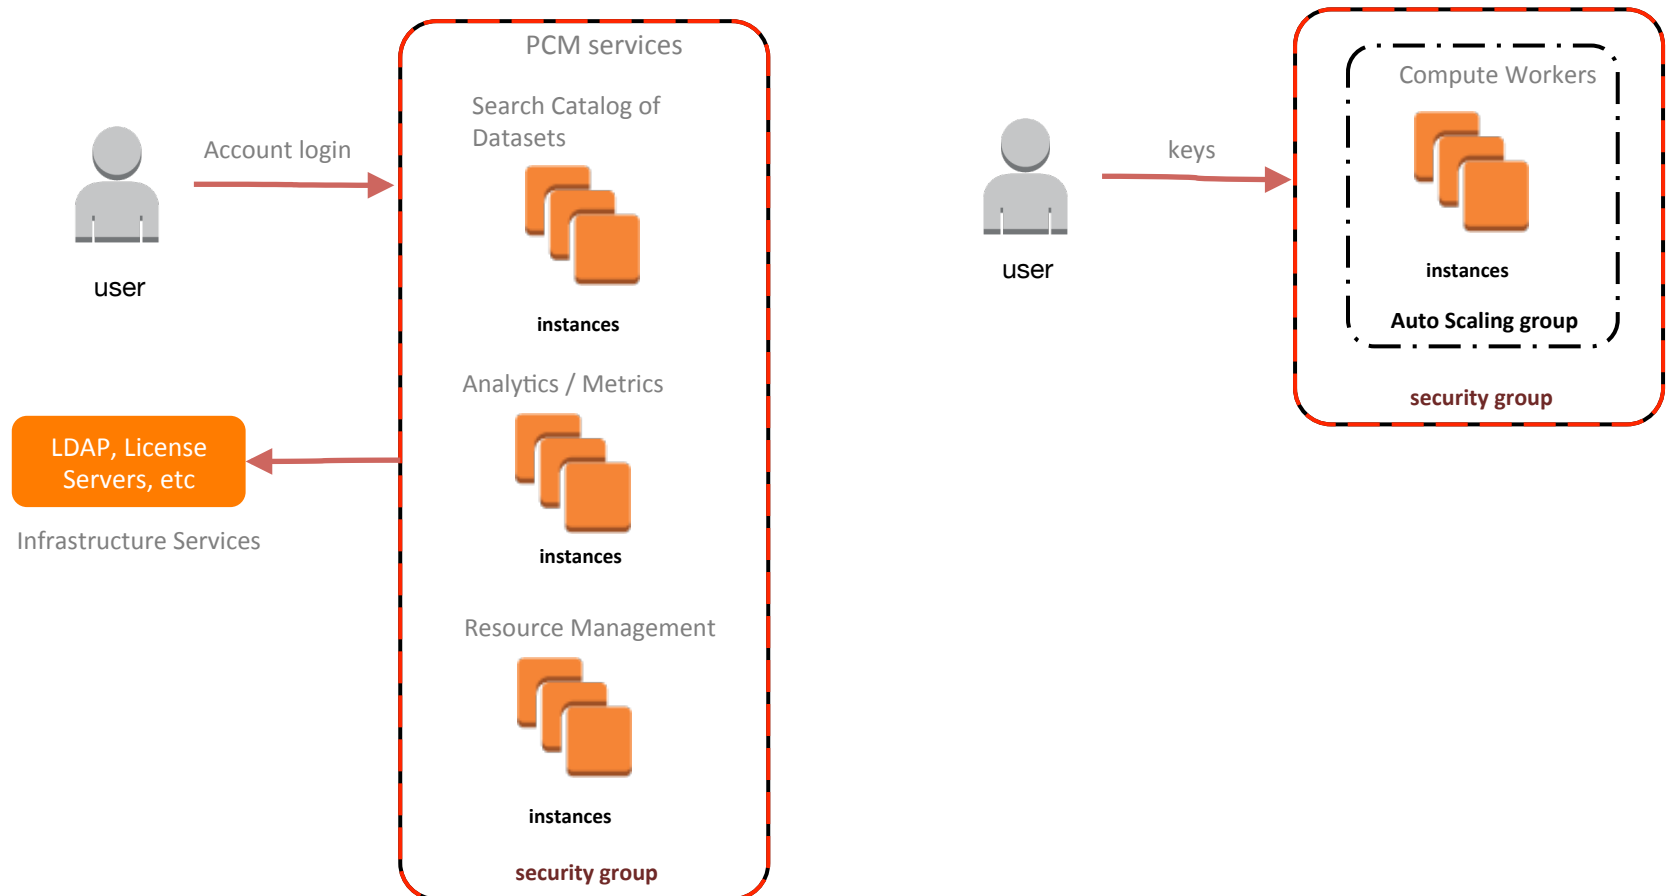 PCM services
Search Catalog of
Datasets
Account login
user
instances
Analytics / Metrics
LDAP, License
Servers, etc
Infrastructure Services
instances
Resource Management
instances
security group
Compute Workers
keys
user
instances
Auto Scaling group
security group